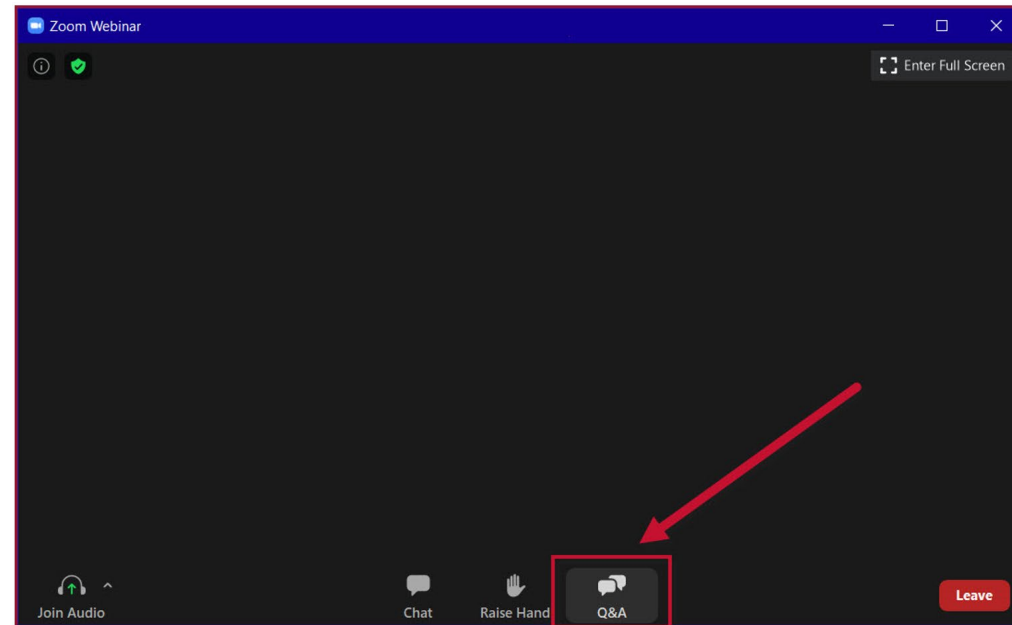 Zoom Webinar
Enter Full Screen
Join Audio
Chat
Raise Hand
Q&A
Leave